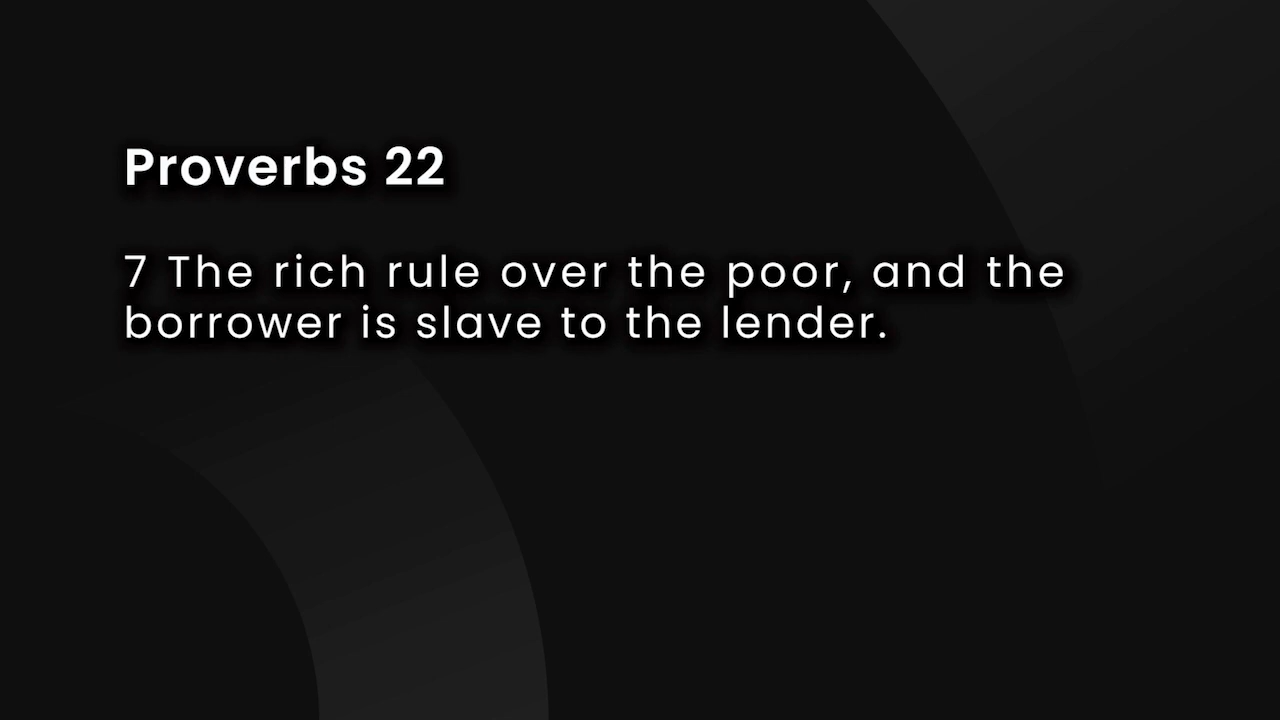 Proverbs 22
7 The rich rule over the poor, and the
borrower is slave to the lender.